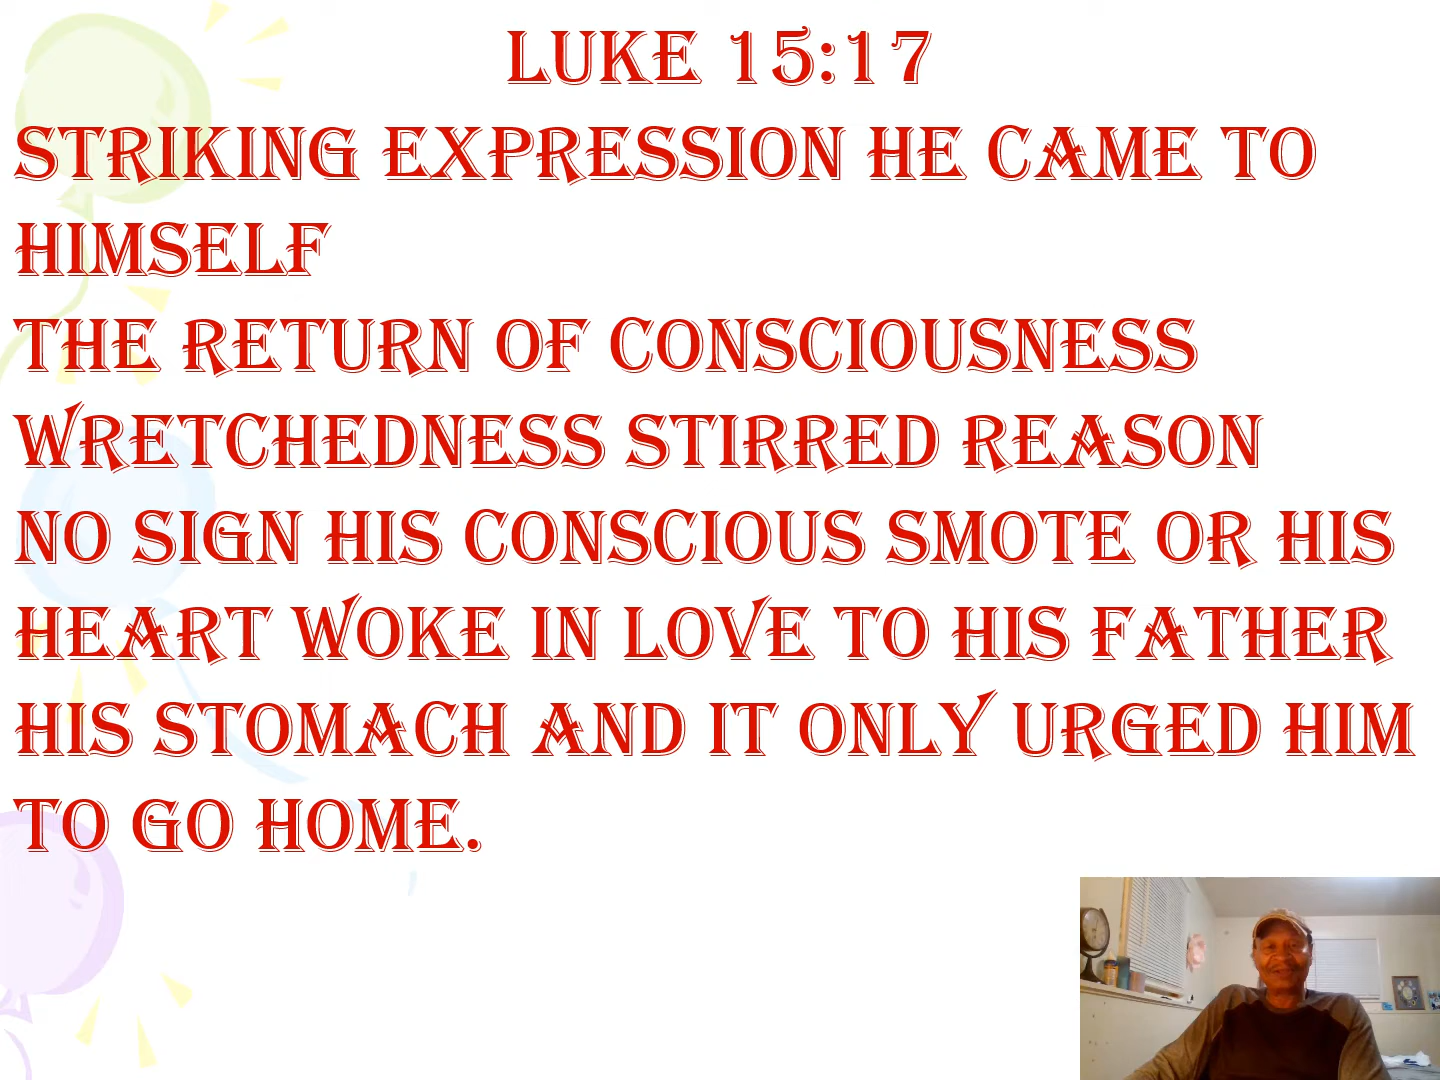 LUKE 15:17
STRIKING EXPRESSION HE CAME TO
HIMSELF
THE RETURN OF CONSCIOUSNESS
WRETCHEDNESS STIRRED REASON
NO SIGN HIS CONSCIOUS SMOTE OR HIS
HEART WOKE IN LOVE TO HIS FATHER
HIS STOMACH AND IT ONLY URGED HIM
TO GO HOME.